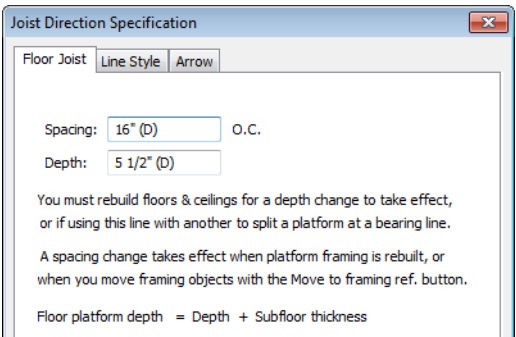 Joist Direction Specification
Floor Joist Line Style Arrow
Spacing: 16" (D) O.C.
Depth: 5 1/2" (D)
You must rebuild floors & ceilings for a depth change to take effect,
or if using this line with another to split a platform at a bearing line.
A spacing change takes effect when platform framing is rebuilt, or
when you move framing objects with the Move to framing ref. button.
Floor platform depth = Depth + Subfloor thickness